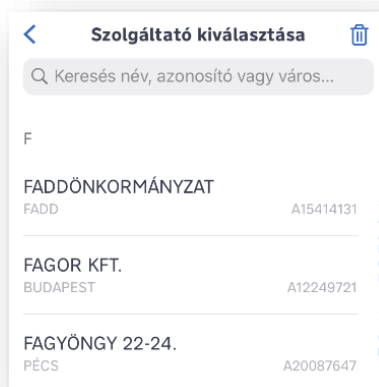 Szolgáltató kiválasztása
Keresés név, azonosító vagy város...
F
FADDÖNKORMÁNYZAT
FADD A15414131
FAGOR KFT.
BUDAPEST A12249721
FAGYÖNGY 22-24.
PÉCS A20087647